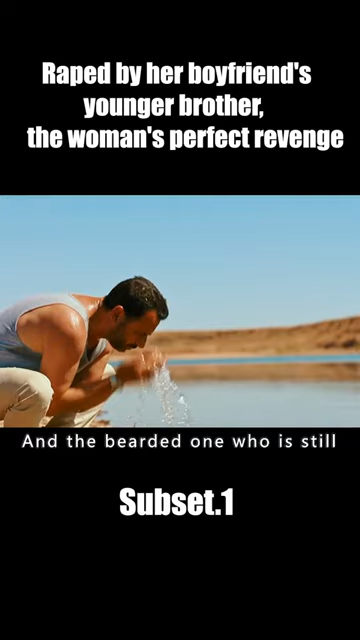 Raped by her boyfriend's
younger brother,
the woman's perfect revenge
And the bearded one who is still
Subset.1